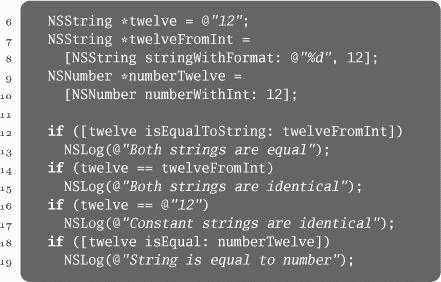 6 NSString *twelve = @"12";
7 NSString *twelveFromInt =
8 [NSString stringWithFormat: @"%d", 12];
9 NSNumber *numberTwelve =
10 [NSNumber numberWithInt: 12];
11
12 if ([twelve isEqualToString: twelveFromInt])
13 NSLog(@"Both strings are equal");
14 if (twelve == twelveFromInt)
15 NSLog(@"Both strings are identical");
16 if (twelve == @"12")
17 NSLog(@"Constant strings are identical");
18 if ([twelve isEqual: numberTwelve])
19 NSLog(@"String is equal to number");